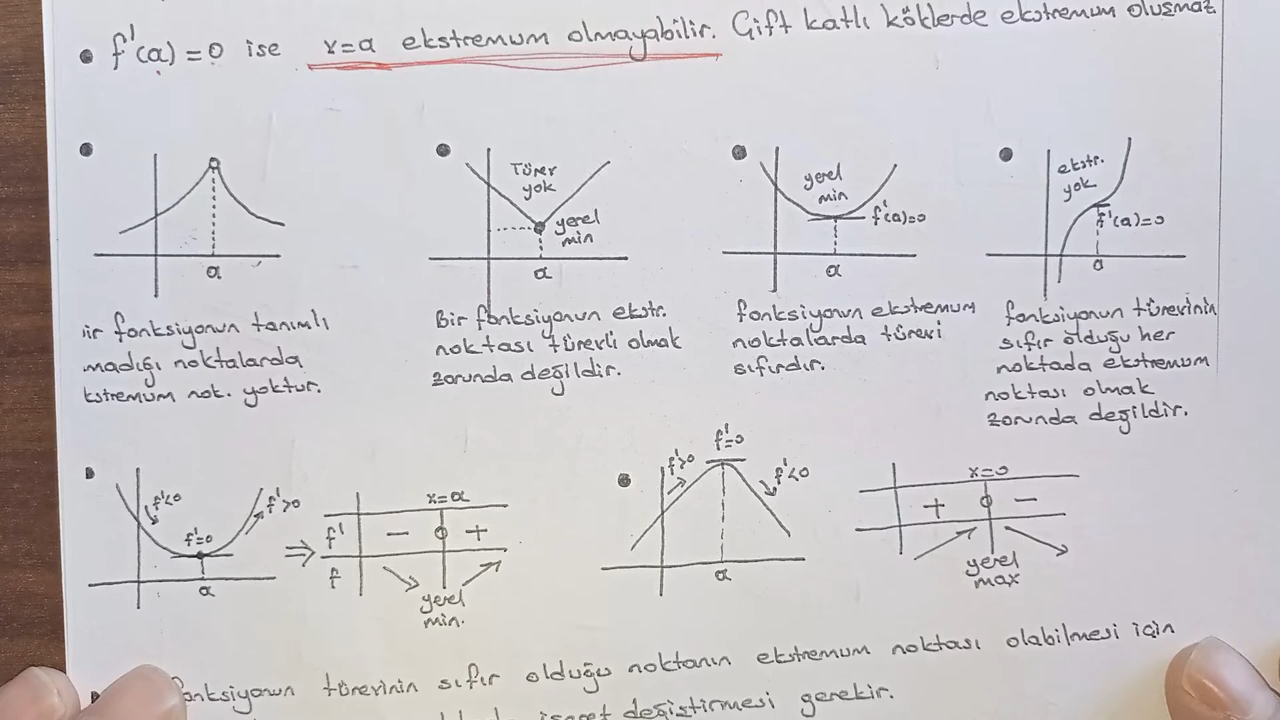 • f'(a)=0 ise x=a ekstremum olmayabilir. Çift katlı köklerde ekstremum oluşmaz
a
Türev
yok
yerel
min
a
yerel
min
f'(a)=0
a
ekstr.
yok
f'(a)=0
a
ir fonksiyonun tanımlı
madığı noktalarda
kstremum nok. yoktur.
Bir fonksiyonun ekstr.
noktası türevli olmak
zorunda değildir.
fonksiyonun ekstremum
noktalarda türevi
sıfırdır.
fonksiyonun türevinin
sıfır olduğu her
noktada ekstremum
noktası olmak
zorunda değildir.
f'<0
f'>0
f'=0
a
⇒
x=a
f' − 0 +
f
yerel
min.
f'>0
f'=0
f'<0
a
x=0
+ 0 −
yerel
max
fonksiyonun türevinin sıfır olduğu noktanın ekstremum noktası olabilmesi için
işaret değiştirmesi gerekir.